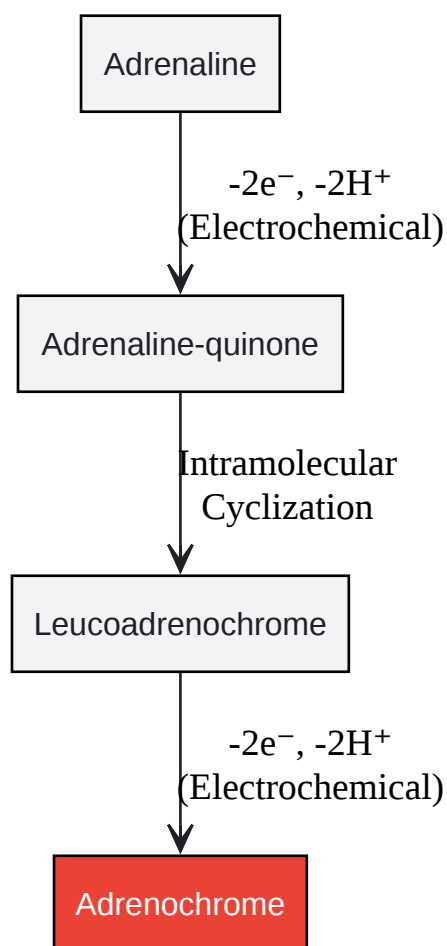 Adrenaline
-2e⁻, -2H⁺
(Electrochemical)
Adrenaline-quinone
Intramolecular
Cyclization
Leucoadrenochrome
-2e⁻, -2H⁺
(Electrochemical)
Adrenochrome